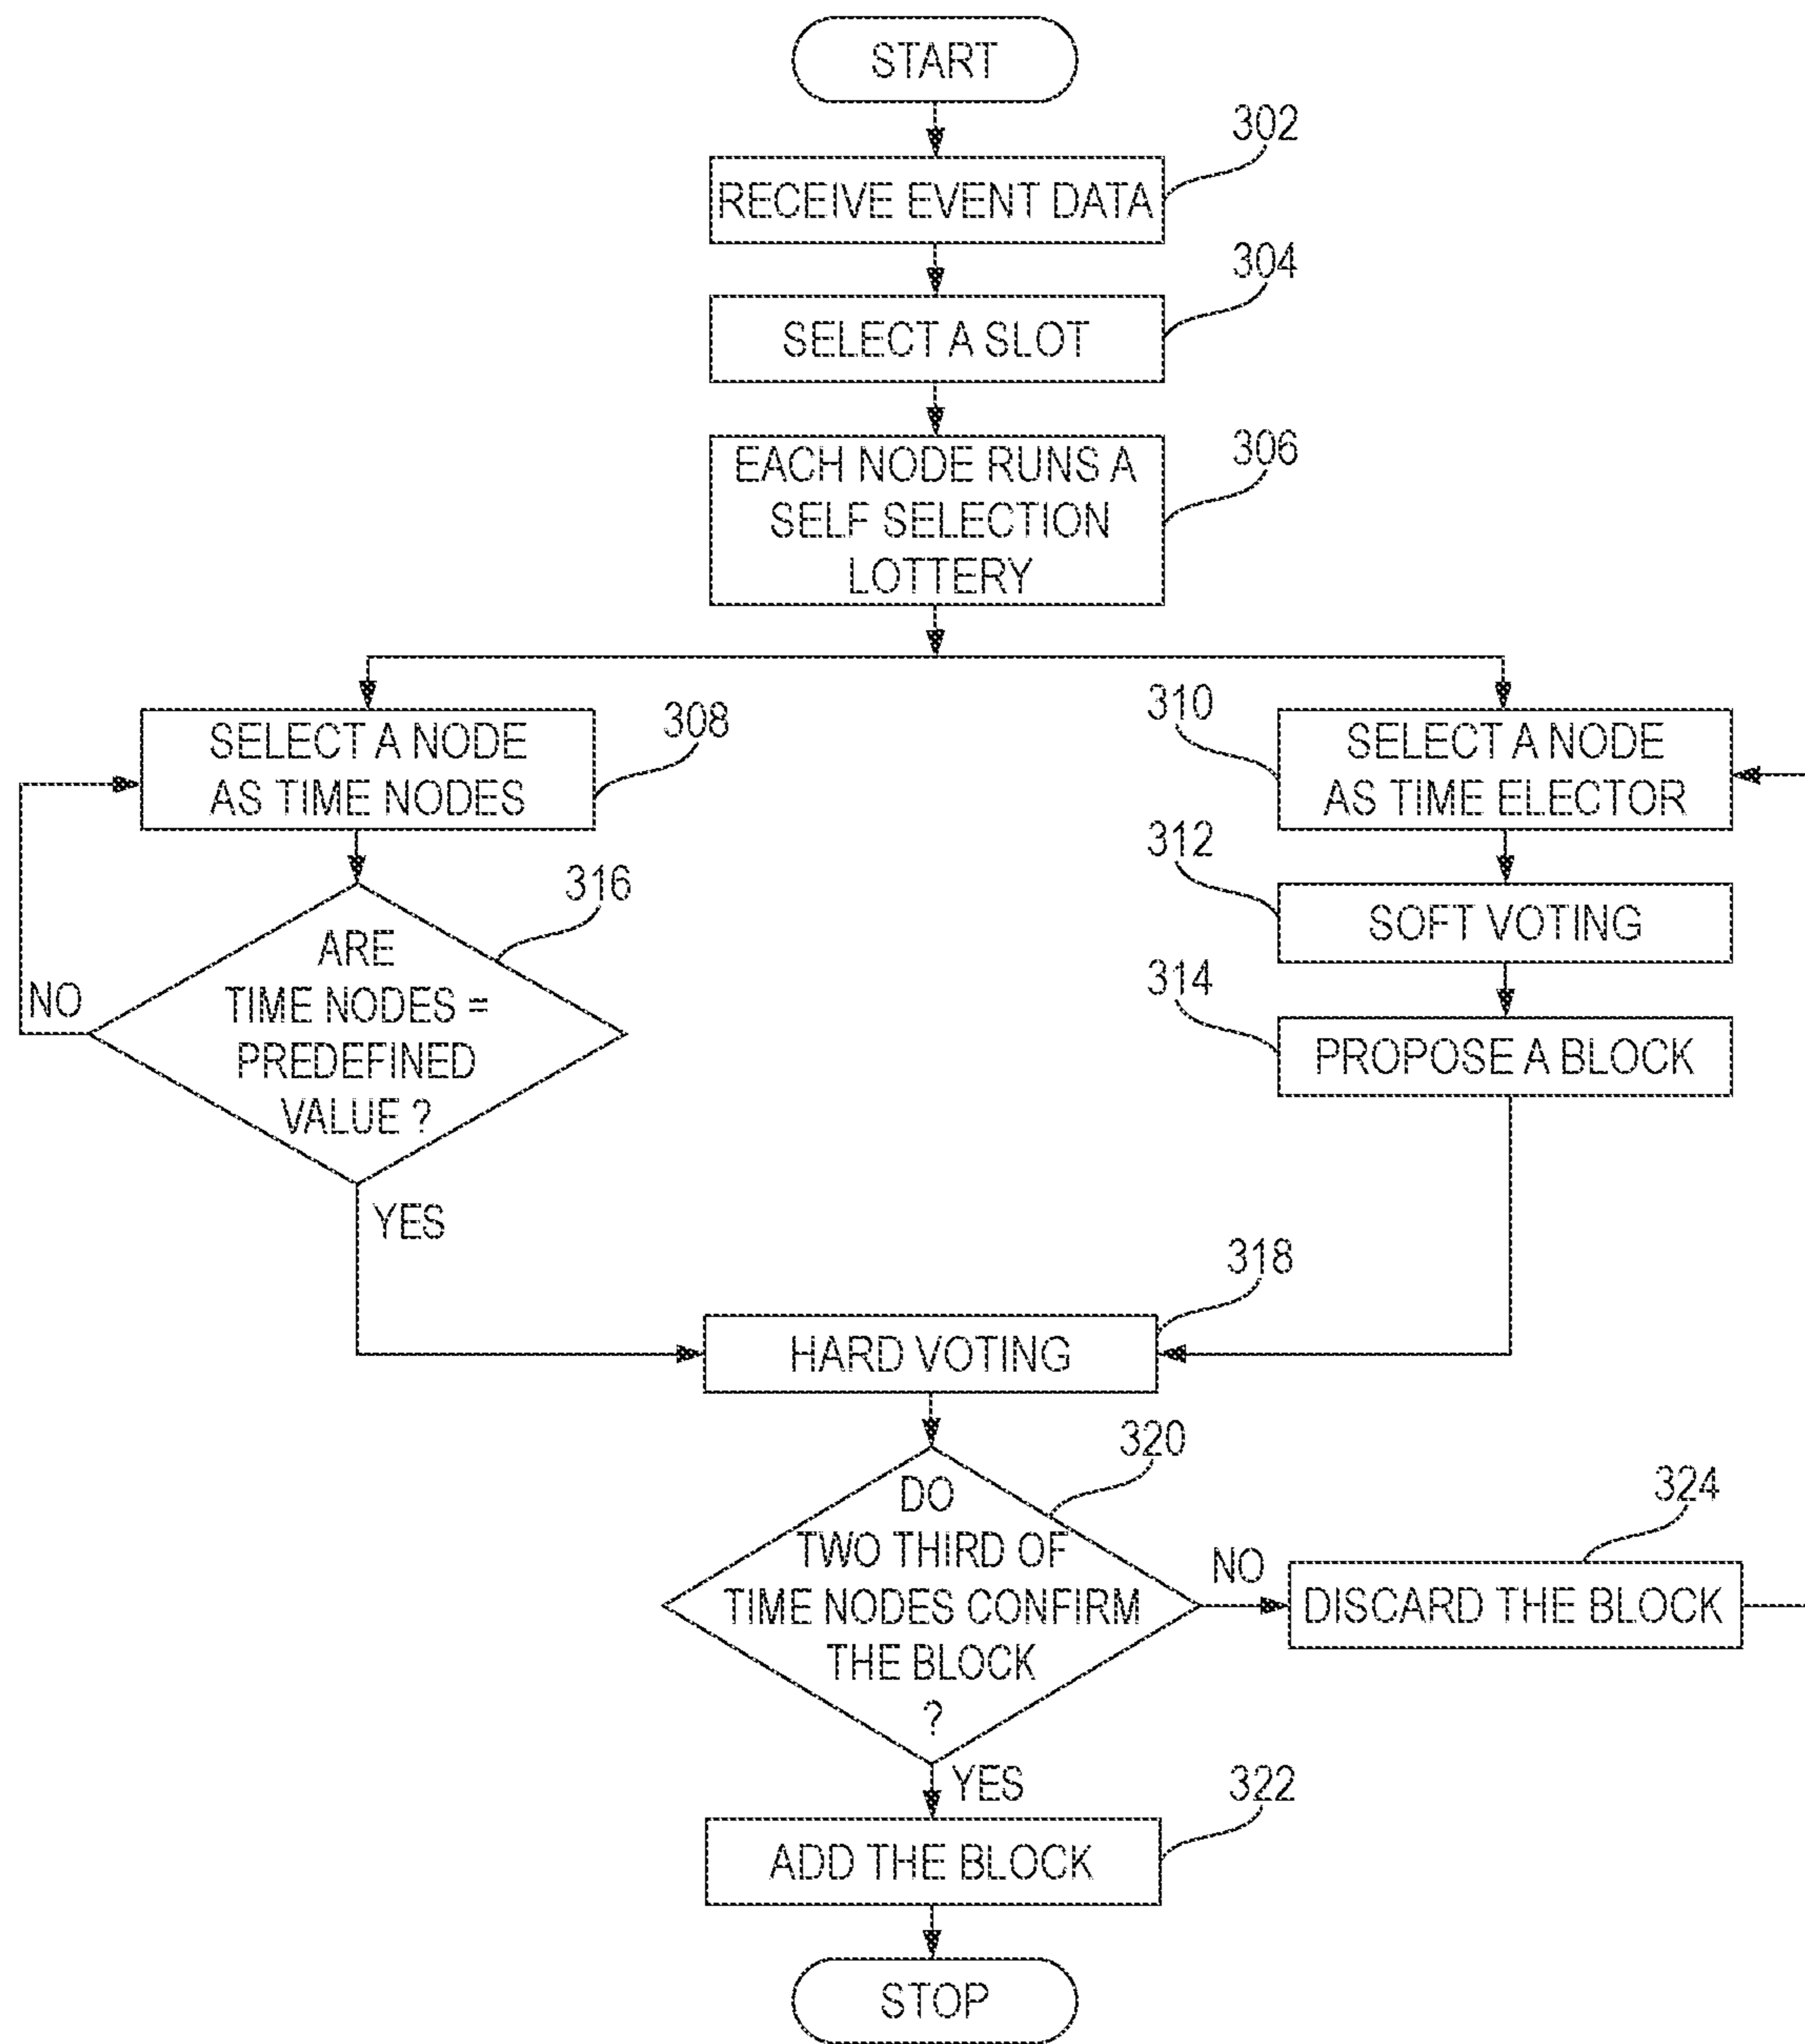 START
302
RECEIVE EVENT DATA
304
SELECT A SLOT
306
EACH NODE RUNS A
SELF SELECTION
LOTTERY
308
SELECT A NODE
AS TIME NODES
310
SELECT A NODE
AS TIME ELECTOR
312
SOFT VOTING
314
PROPOSE A BLOCK
316
ARE
TIME NODES =
PREDEFINED
VALUE ?
NO
YES
318
HARD VOTING
320
DO
TWO THIRD OF
TIME NODES CONFIRM
THE BLOCK
?
NO
324
DISCARD THE BLOCK
YES
322
ADD THE BLOCK
STOP